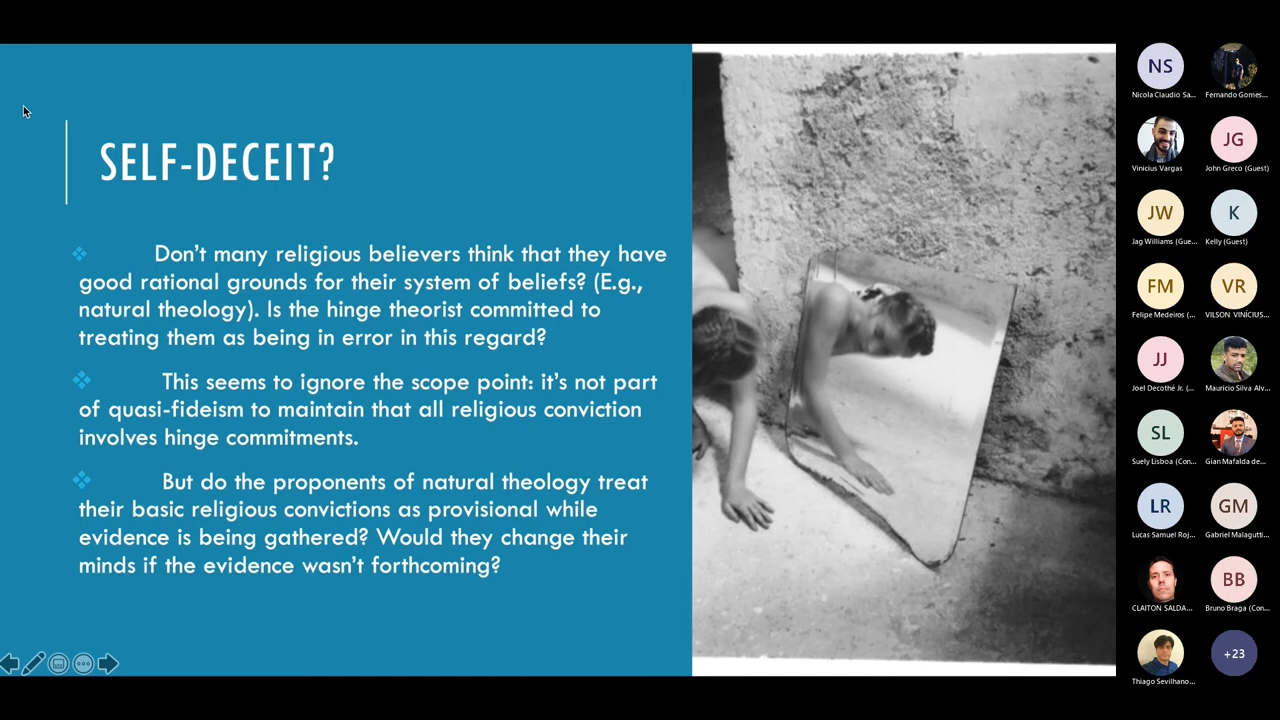 SELF-DECEIT?
Don't many religious believers think that they have
good rational grounds for their system of beliefs? (E.g.,
natural theology). Is the hinge theorist committed to
treating them as being in error in this regard?
This seems to ignore the scope point: it's not part
of quasi-fideism to maintain that all religious conviction
involves hinge commitments.
But do the proponents of natural theology treat
their basic religious convictions as provisional while
evidence is being gathered? Would they change their
minds if the evidence wasn't forthcoming?
NS
Nicola Claudio Sa...
Fernando Gomes...
Vinicius Vargas
JG
John Greco (Guest)
JW
Jag Williams (Gue...
K
Kelly (Guest)
FM
Felipe Medeiros (...
VR
VILSON VINÍCIUS...
JJ
Joel Decothé Jr. (...
Mauricio Silva Alv...
SL
Suely Lisboa (Con...
Gian Mafalda de...
LR
Lucas Samuel Roj...
GM
Gabriel Malagutti...
CLAITON SALDA...
BB
Bruno Braga (Con...
Thiago Sevilhano...
+23